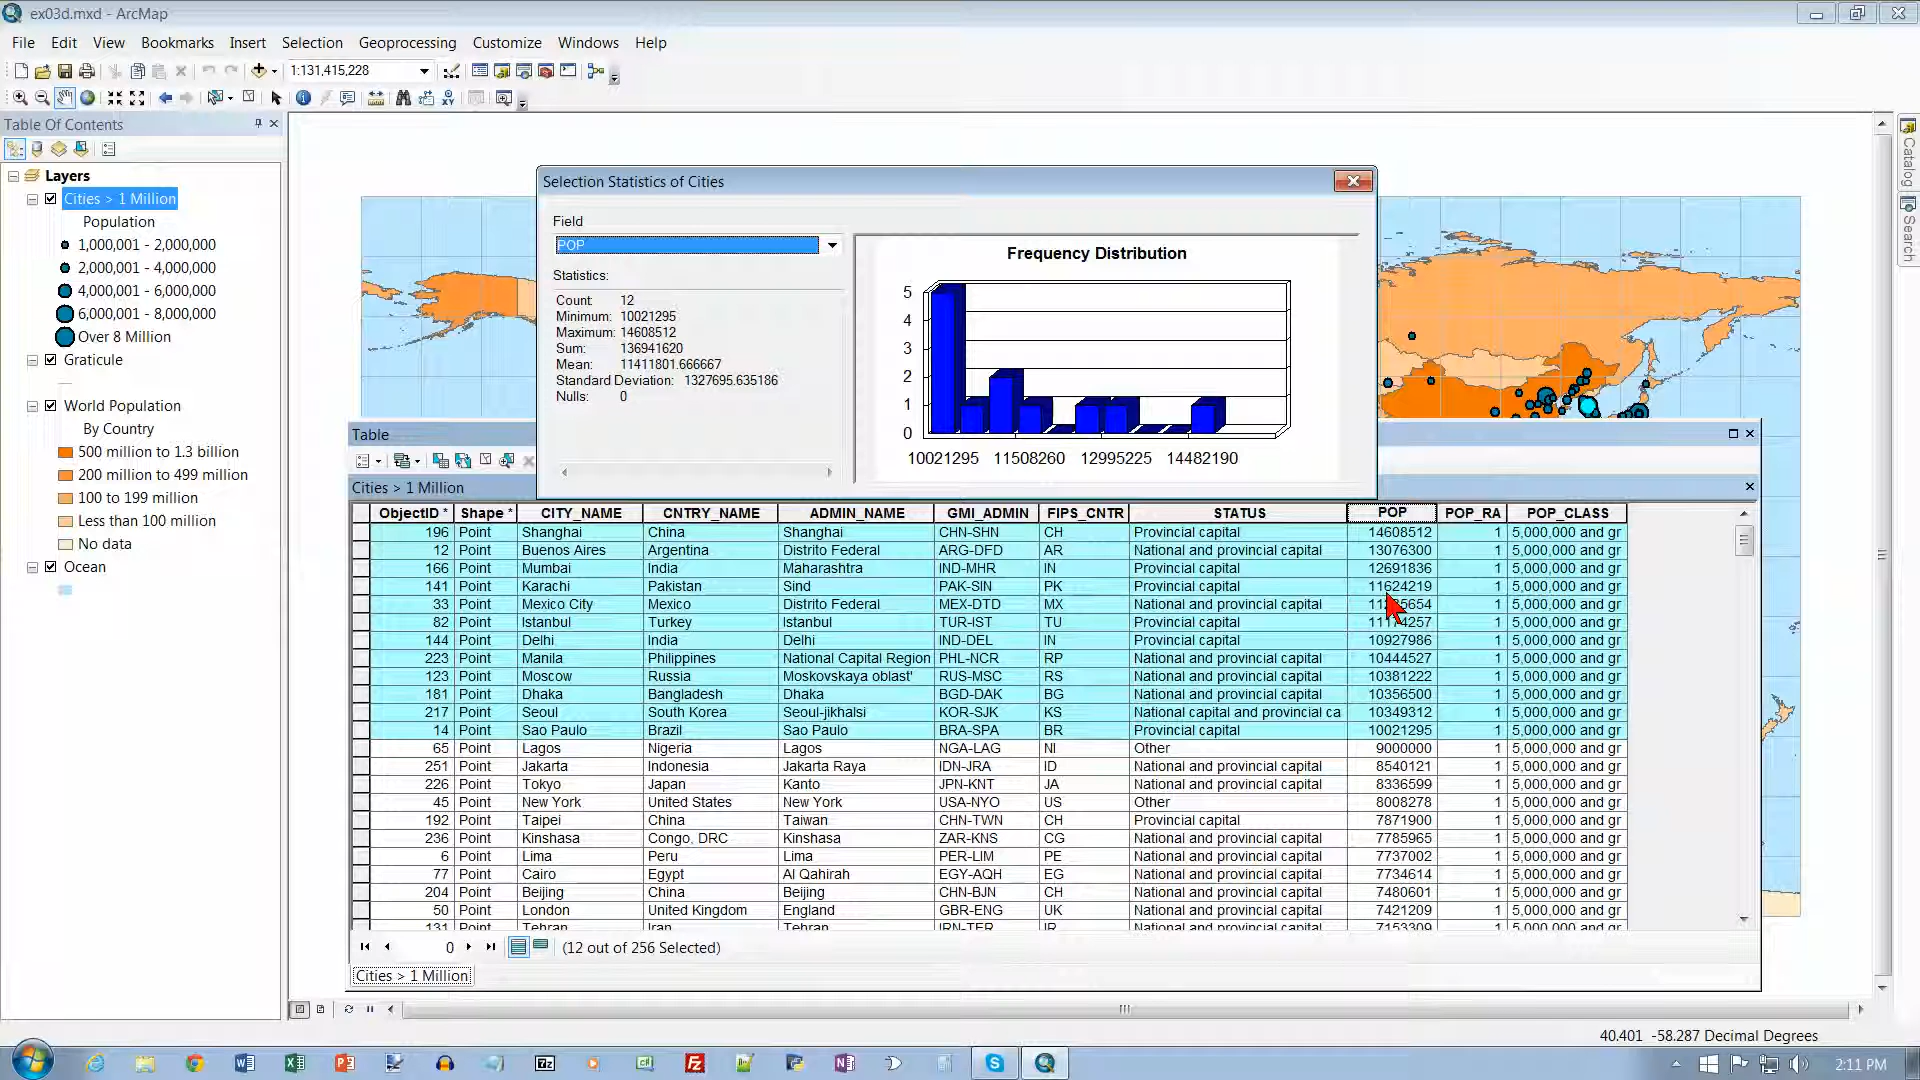 ex03d.mxd - ArcMap
File Edit View Bookmarks Insert Selection Geoprocessing Customize Windows Help
1:131,415,228
Table Of Contents
Layers
Cities > 1 Million
Population
1,000,001 - 2,000,000
2,000,001 - 4,000,000
4,000,001 - 6,000,000
6,000,001 - 8,000,000
Over 8 Million
Graticule
World Population
By Country
500 million to 1.3 billion
200 million to 499 million
100 to 199 million
Less than 100 million
No data
Ocean
Catalog
Search
Selection Statistics of Cities
Field
POP
Statistics:
Count: 12
Minimum: 10021295
Maximum: 14608512
Sum: 136941620
Mean: 11411801.666667
Standard Deviation: 1327695.635186
Nulls: 0
Frequency Distribution
5
4
3
2
1
0
10021295 11508260 12995225 14482190
Table
Cities > 1 Million
ObjectID * Shape * CITY_NAME CNTRY_NAME ADMIN_NAME GMI_ADMIN FIPS_CNTR STATUS POP POP_RA POP_CLASS
196 Point Shanghai China Shanghai CHN-SHN CH Provincial capital 14608512 1 5,000,000 and gr
12 Point Buenos Aires Argentina Distrito Federal ARG-DFD AR National and provincial capital 13076300 1 5,000,000 and gr
166 Point Mumbai India Maharashtra IND-MHR IN Provincial capital 12691836 1 5,000,000 and gr
141 Point Karachi Pakistan Sind PAK-SIN PK Provincial capital 11624219 1 5,000,000 and gr
33 Point Mexico City Mexico Distrito Federal MEX-DTD MX National and provincial capital 1 5,000,000 and gr
82 Point Istanbul Turkey Istanbul TUR-IST TU Provincial capital 11174257 1 5,000,000 and gr
144 Point Delhi India Delhi IND-DEL IN Provincial capital 10927986 1 5,000,000 and gr
223 Point Manila Philippines National Capital Region PHL-NCR RP National and provincial capital 10444527 1 5,000,000 and gr
123 Point Moscow Russia Moskovskaya oblast' RUS-MSC RS National and provincial capital 10381222 1 5,000,000 and gr
181 Point Dhaka Bangladesh Dhaka BGD-DAK BG National and provincial capital 10356500 1 5,000,000 and gr
217 Point Seoul South Korea Seoul-jikhalsi KOR-SJK KS National capital and provincial ca 10349312 1 5,000,000 and gr
14 Point Sao Paulo Brazil Sao Paulo BRA-SPA BR Provincial capital 10021295 1 5,000,000 and gr
65 Point Lagos Nigeria Lagos NGA-LAG NI Other 9000000 1 5,000,000 and gr
251 Point Jakarta Indonesia Jakarta Raya IDN-JRA ID National and provincial capital 8540121 1 5,000,000 and gr
226 Point Tokyo Japan Kanto JPN-KNT JA National and provincial capital 8336599 1 5,000,000 and gr
45 Point New York United States New York USA-NYO US Other 8008278 1 5,000,000 and gr
192 Point Taipei China Taiwan CHN-TWN CH Provincial capital 7871900 1 5,000,000 and gr
236 Point Kinshasa Congo, DRC Kinshasa ZAR-KNS CG National and provincial capital 7785965 1 5,000,000 and gr
6 Point Lima Peru Lima PER-LIM PE National and provincial capital 7737002 1 5,000,000 and gr
77 Point Cairo Egypt Al Qahirah EGY-AQH EG National and provincial capital 7734614 1 5,000,000 and gr
204 Point Beijing China Beijing CHN-BJN CH National and provincial capital 7480601 1 5,000,000 and gr
50 Point London United Kingdom England GBR-ENG UK National and provincial capital 7421209 1 5,000,000 and gr
131 Point Tehran Iran Tehran IRN-TER IR National and provincial capital 7153309 1 5,000,000 and gr
0 (12 out of 256 Selected)
Cities > 1 Million
40.401 -58.287 Decimal Degrees
2:11 PM